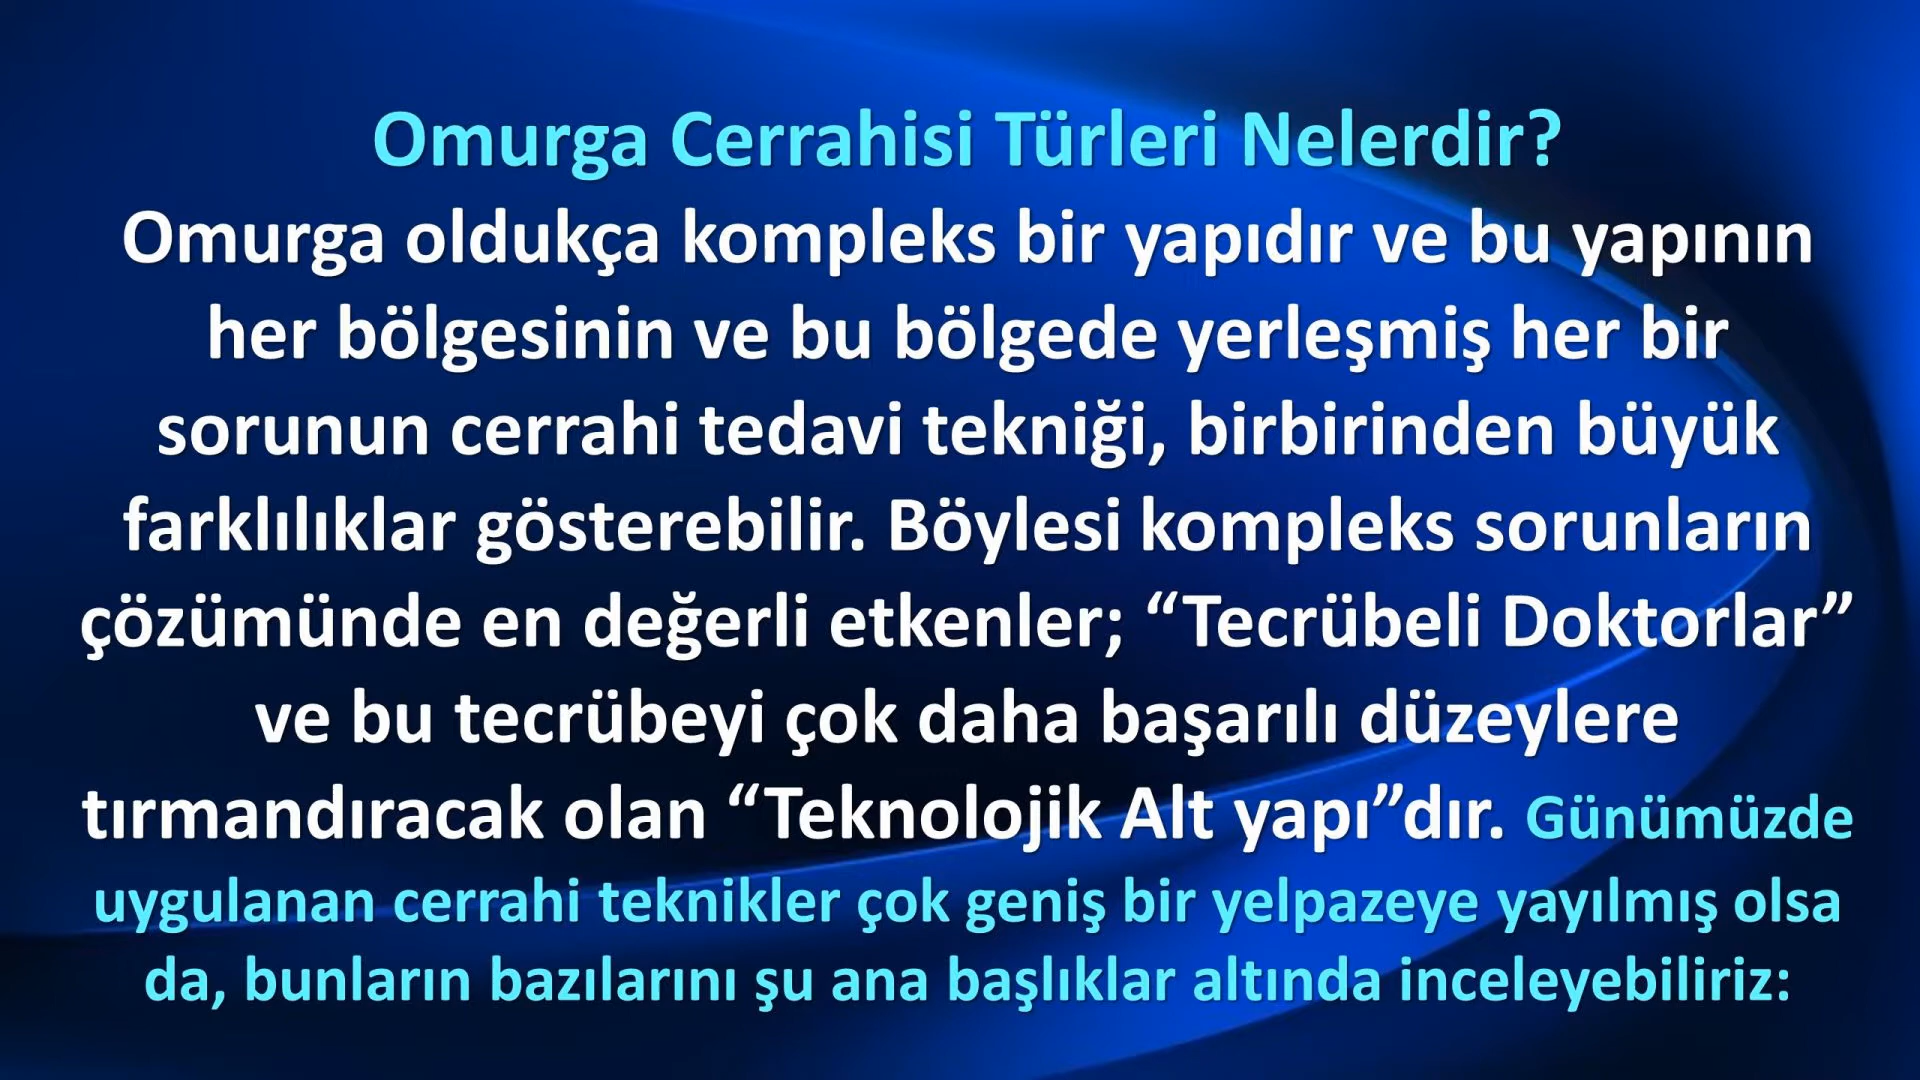 Omurga Cerrahisi Türleri Nelerdir?
Omurga oldukça kompleks bir yapıdır ve bu yapının
her bölgesinin ve bu bölgede yerleşmiş her bir
sorunun cerrahi tedavi tekniği, birbirinden büyük
farklılıklar gösterebilir. Böylesi kompleks sorunların
çözümünde en değerli etkenler; “Tecrübeli Doktorlar”
ve bu tecrübeyi çok daha başarılı düzeylere
tırmandıracak olan “Teknolojik Alt yapı”dır. Günümüzde
uygulanan cerrahi teknikler çok geniş bir yelpazeye yayılmış olsa
da, bunların bazılarını şu ana başlıklar altında inceleyebiliriz: